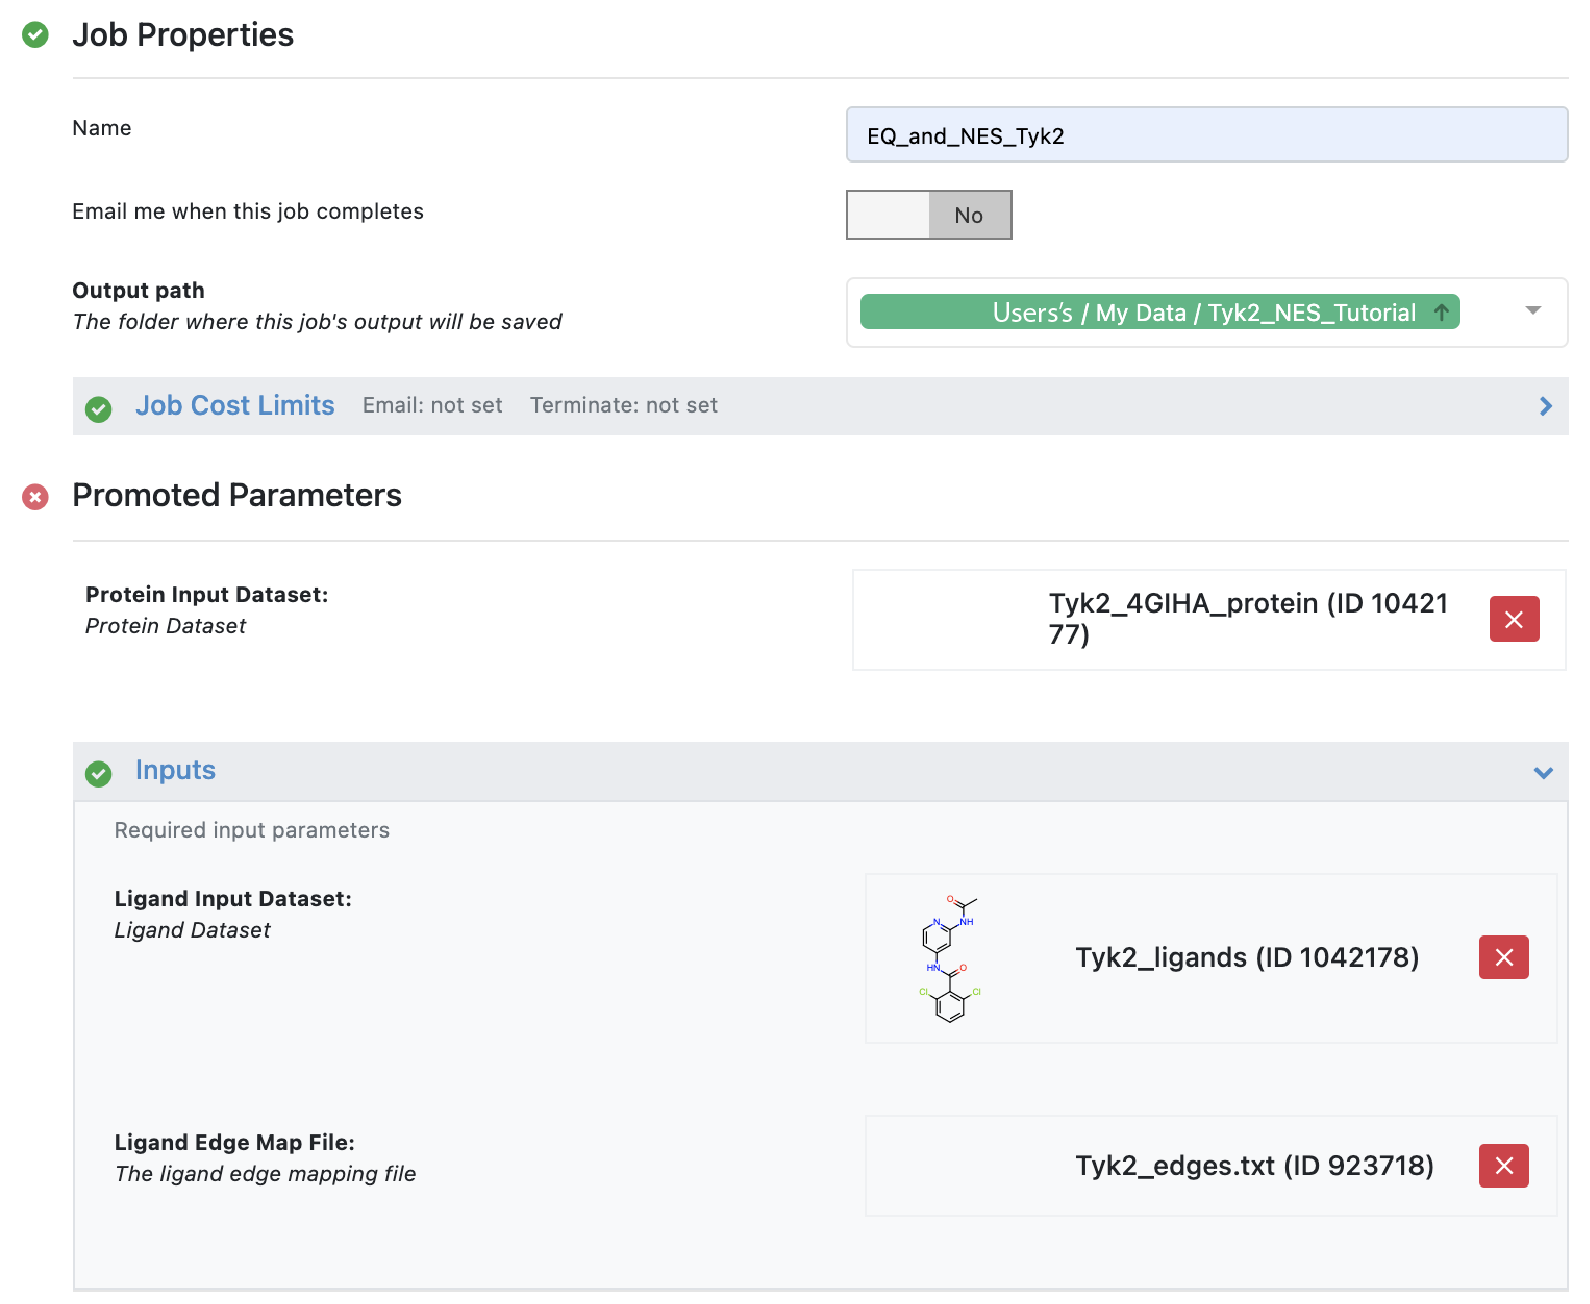 Job Properties
Name
EQ_and_NES_Tyk2
Email me when this job completes
No
Output path
The folder where this job's output will be saved
Users's / My Data / Tyk2_NES_Tutorial
Job Cost Limits Email: not set Terminate: not set
Promoted Parameters
Protein Input Dataset:
Protein Dataset
Tyk2_4GIHA_protein (ID 10421
77)
Inputs
Required input parameters
Ligand Input Dataset:
Ligand Dataset
O
N
NH
HN
O
Cl
Cl
Tyk2_ligands (ID 1042178)
Ligand Edge Map File:
The ligand edge mapping file
Tyk2_edges.txt (ID 923718)